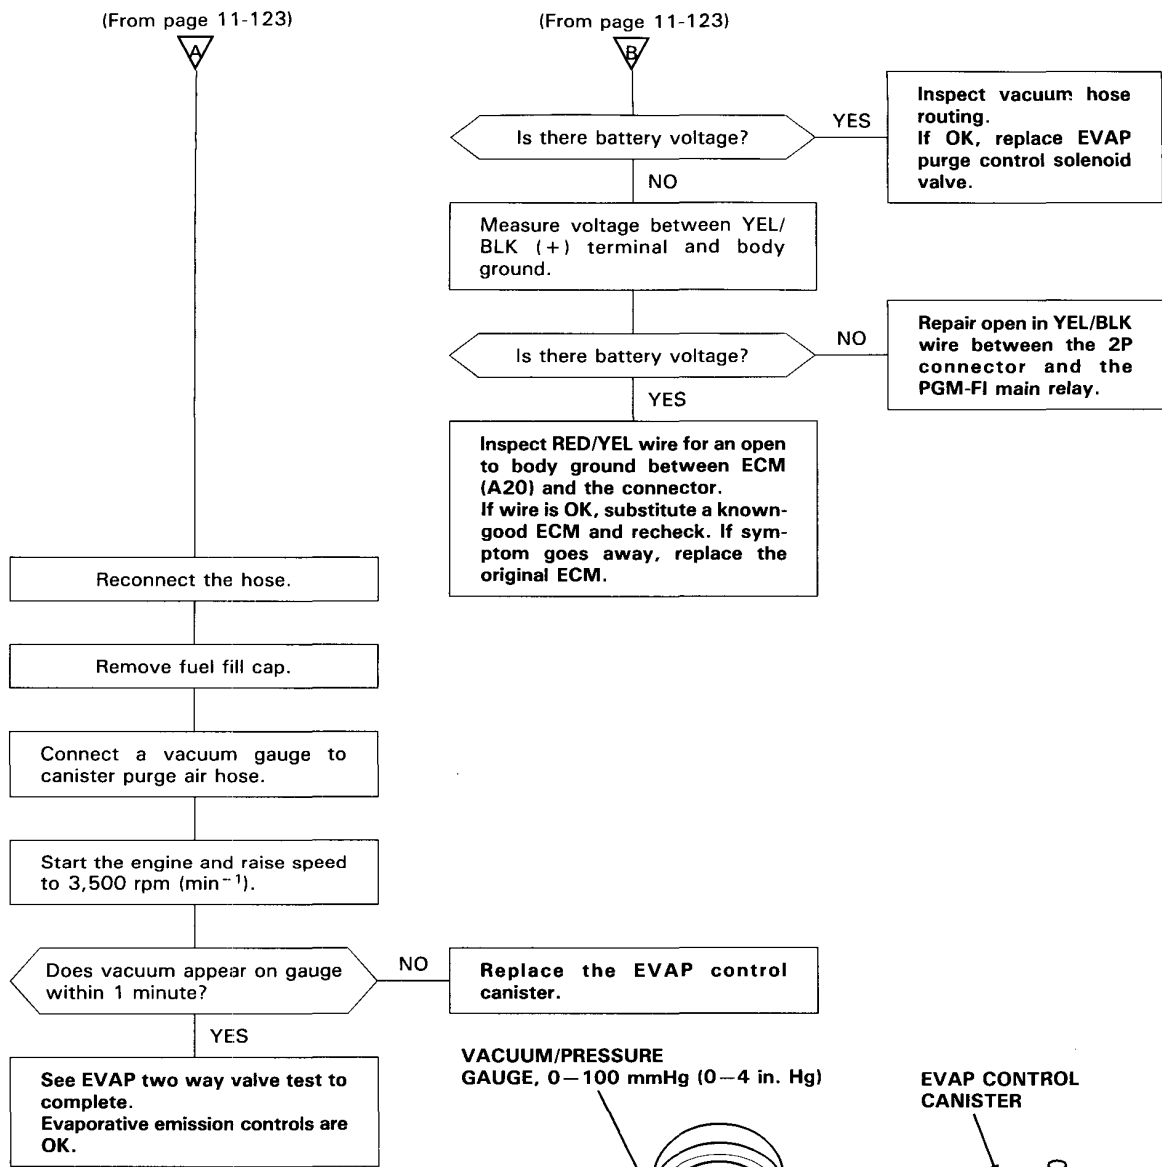 (From page 11-123)
A
Reconnect the hose.
Remove fuel fill cap.
Connect a vacuum gauge to
canister purge air hose.
Start the engine and raise speed
to 3,500 rpm (min⁻¹).
Does vacuum appear on gauge
within 1 minute?
NO
Replace the EVAP control
canister.
YES
See EVAP two way valve test to
complete.
Evaporative emission controls are
OK.
(From page 11-123)
B
Is there battery voltage?
YES
Inspect vacuum hose
routing.
If OK, replace EVAP
purge control solenoid
valve.
NO
Measure voltage between YEL/
BLK (+) terminal and body
ground.
Is there battery voltage?
NO
Repair open in YEL/BLK
wire between the 2P
connector and the
PGM-FI main relay.
YES
Inspect RED/YEL wire for an open
to body ground between ECM
(A20) and the connector.
If wire is OK, substitute a known-
good ECM and recheck. If sym-
ptom goes away, replace the
original ECM.
VACUUM/PRESSURE
GAUGE, 0—100 mmHg (0—4 in. Hg)
EVAP CONTROL
CANISTER